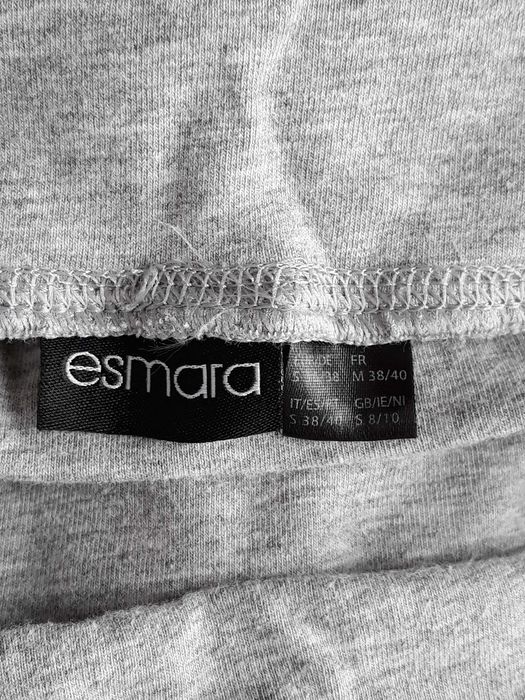 esmara
DE FR
38 M 38/40
IT/ES/ GB/IE/NI
S 38/40 S 8/10